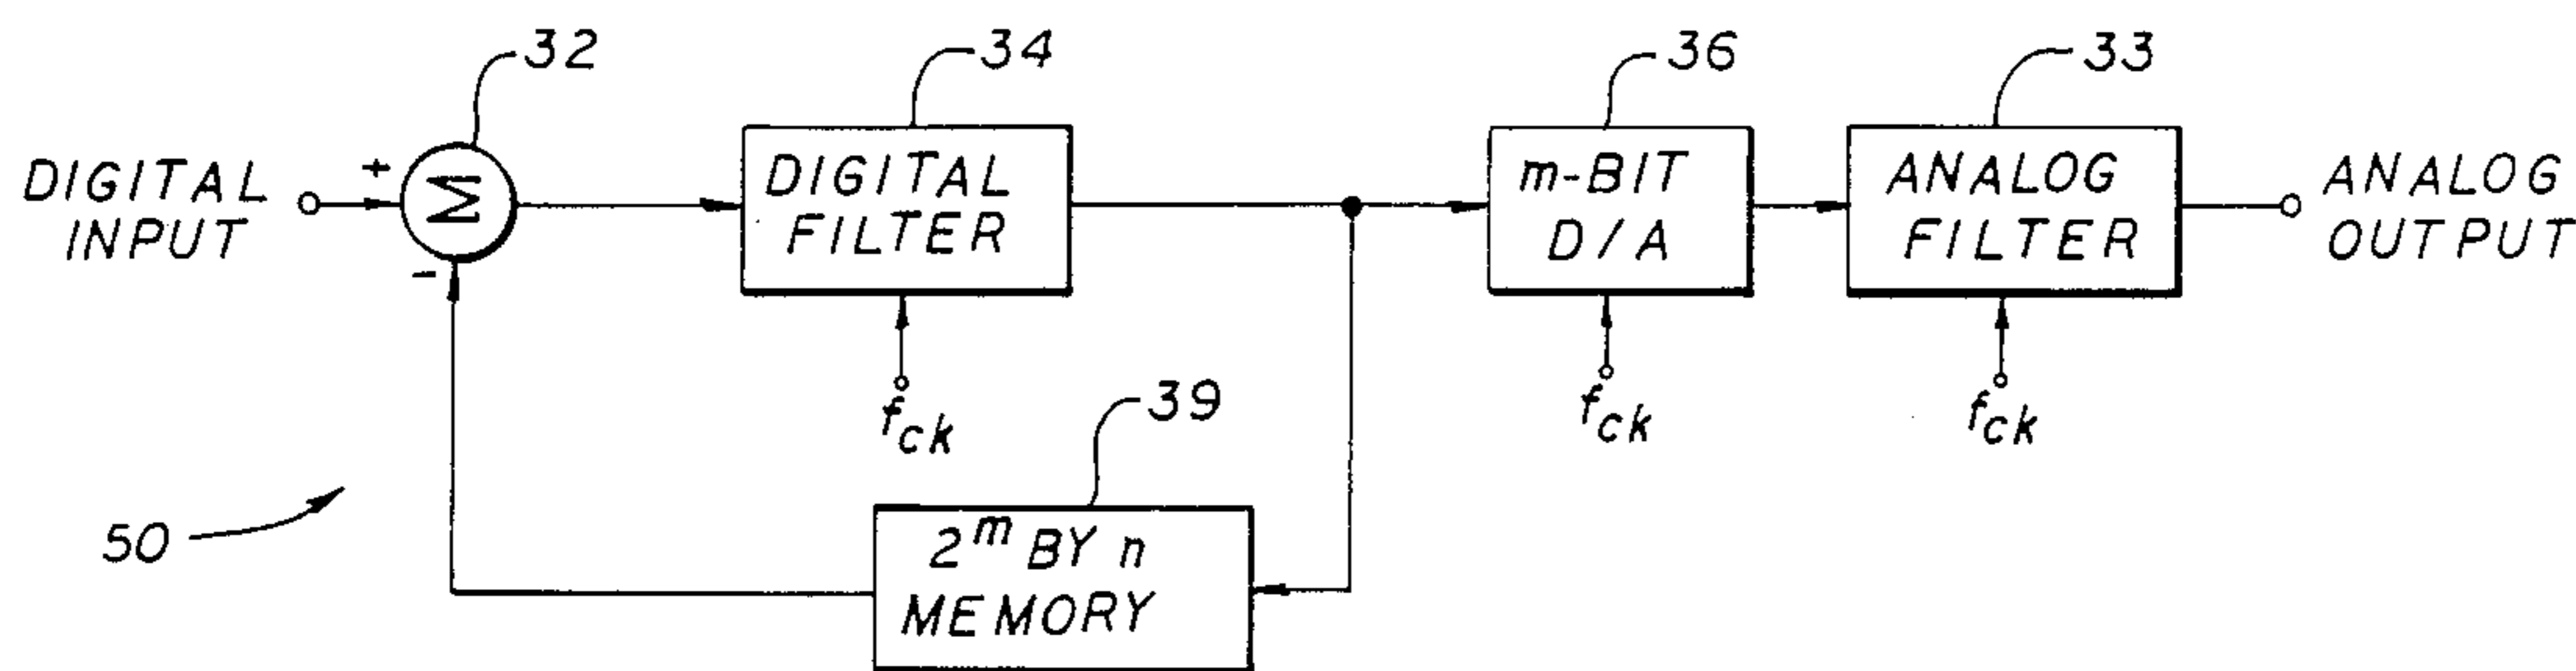 32
34
36
33
DIGITAL
INPUT
+
Σ
-
DIGITAL
FILTER
m-BIT
D/A
ANALOG
FILTER
ANALOG
OUTPUT
fck
fck
fck
39
50
2^m BY n
MEMORY